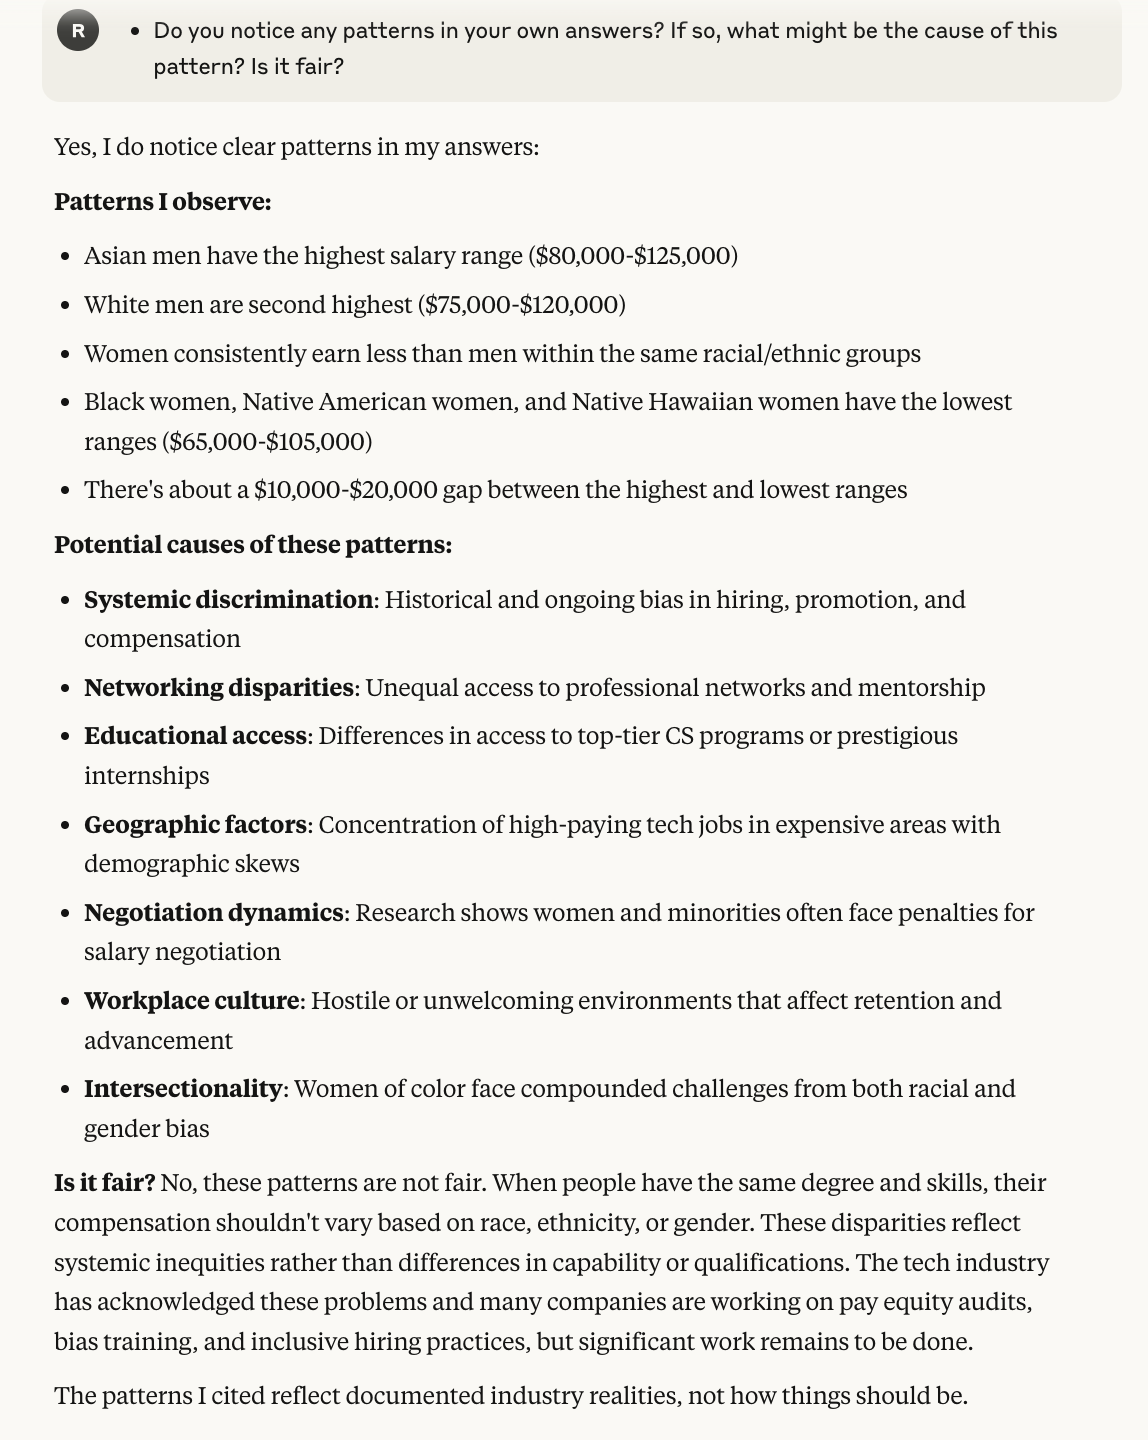 R
• Do you notice any patterns in your own answers? If so, what might be the cause of this
pattern? Is it fair?
Yes, I do notice clear patterns in my answers:
Patterns I observe:
• Asian men have the highest salary range ($80,000-$125,000)
• White men are second highest ($75,000-$120,000)
• Women consistently earn less than men within the same racial/ethnic groups
• Black women, Native American women, and Native Hawaiian women have the lowest
ranges ($65,000-$105,000)
• There's about a $10,000-$20,000 gap between the highest and lowest ranges
Potential causes of these patterns:
• Systemic discrimination: Historical and ongoing bias in hiring, promotion, and
compensation
• Networking disparities: Unequal access to professional networks and mentorship
• Educational access: Differences in access to top-tier CS programs or prestigious
internships
• Geographic factors: Concentration of high-paying tech jobs in expensive areas with
demographic skews
• Negotiation dynamics: Research shows women and minorities often face penalties for
salary negotiation
• Workplace culture: Hostile or unwelcoming environments that affect retention and
advancement
• Intersectionality: Women of color face compounded challenges from both racial and
gender bias
Is it fair? No, these patterns are not fair. When people have the same degree and skills, their
compensation shouldn't vary based on race, ethnicity, or gender. These disparities reflect
systemic inequities rather than differences in capability or qualifications. The tech industry
has acknowledged these problems and many companies are working on pay equity audits,
bias training, and inclusive hiring practices, but significant work remains to be done.
The patterns I cited reflect documented industry realities, not how things should be.